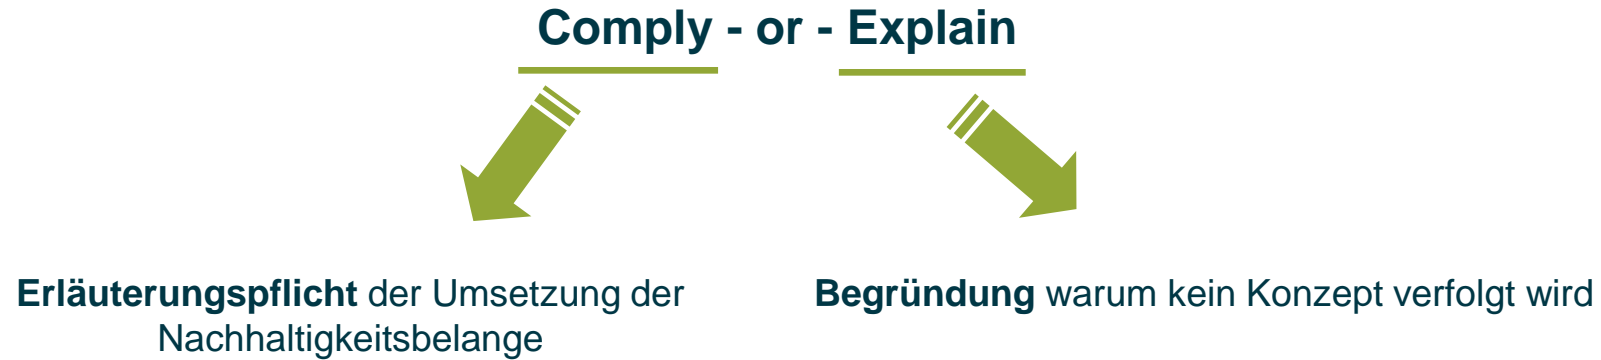 Comply - or - Explain
Erläuterungspflicht der Umsetzung der
Nachhaltigkeitsbelange
Begründung warum kein Konzept verfolgt wird